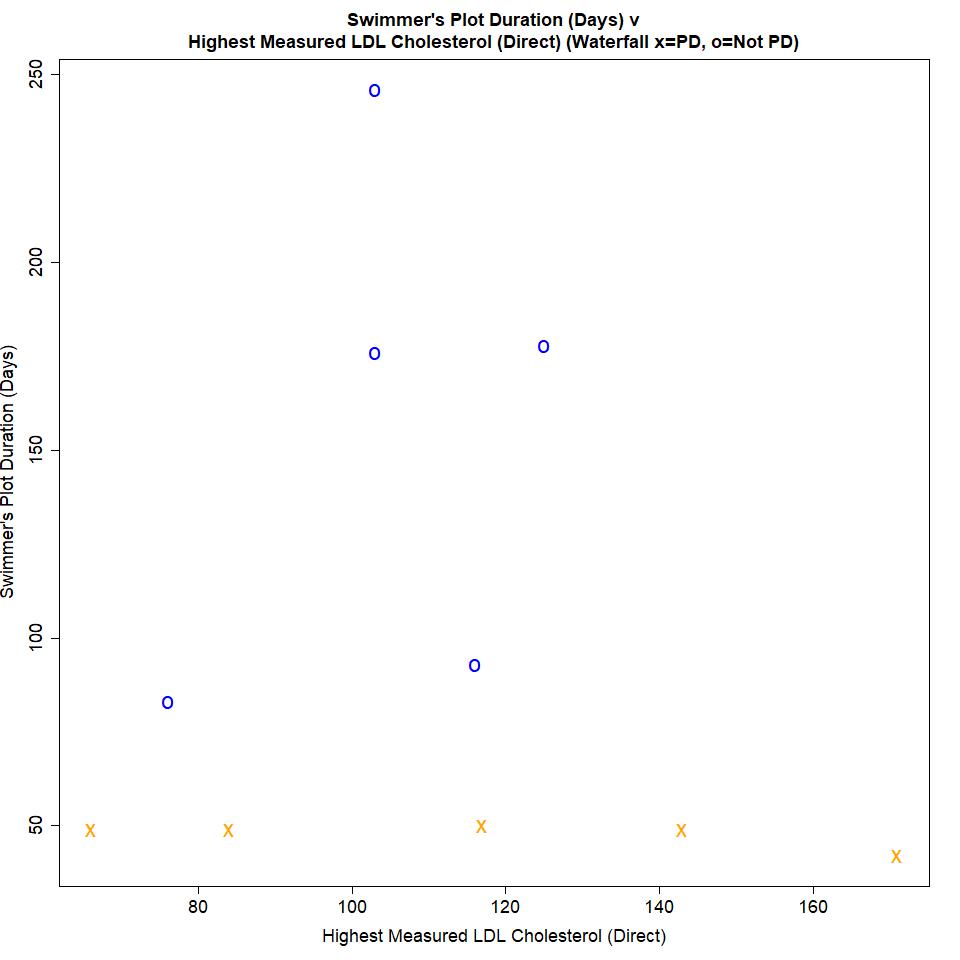 Swimmer's Plot Duration (Days) v
Highest Measured LDL Cholesterol (Direct) (Waterfall x=PD, o=Not PD)
Swimmer's Plot Duration (Days)
250
200
150
100
50
o
o
o
o
o
x
x
x
x
x
80 100 120 140 160
Highest Measured LDL Cholesterol (Direct)